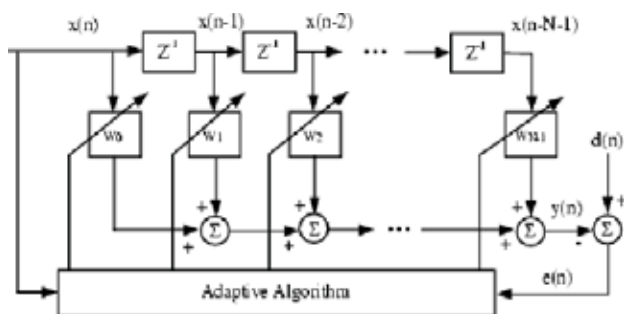 x(n) x(n-1) x(n-2) x(n-N-1)
Z⁻¹ Z⁻¹ ... Z⁻¹
W0 W1 W2
d(n)
+ + + y(n) +
Σ Σ ... Σ Σ
+ + + -
e(n)
Adaptive Algorithm